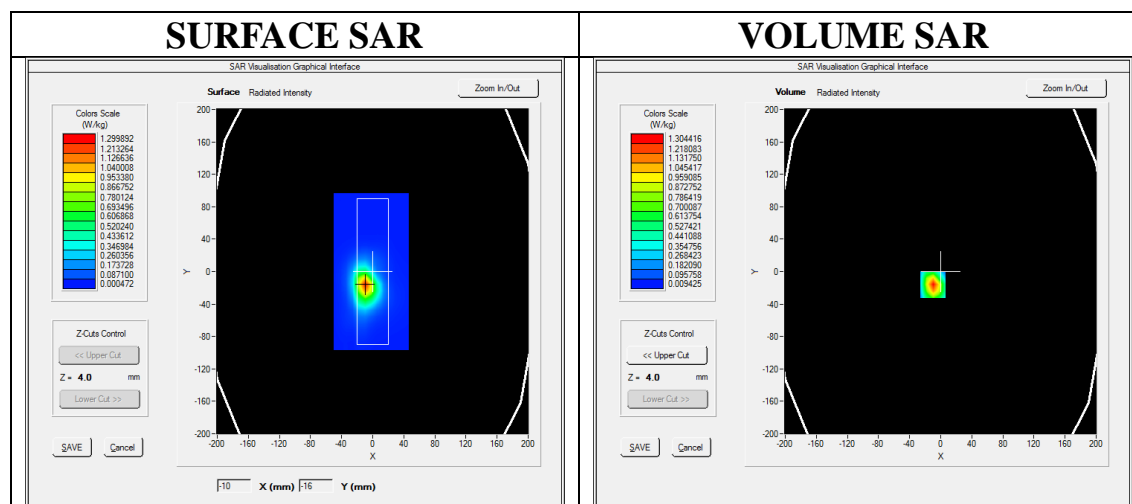 SURFACE SAR
SAR Visualisation Graphical Interface
Surface Radiated Intensity
Zoom In/Out
Colors Scale
(W/kg)
1.299892
1.213264
1.126636
1.040008
0.953380
0.866752
0.780124
0.693496
0.606868
0.520240
0.433612
0.346984
0.260356
0.173728
0.087100
0.000472
Z-Cuts Control
<< Upper Cut
Z = 4.0 mm
Lower Cut >>
SAVE Cancel
200
160
120
80
40
0
-40
-80
-120
-160
-200
Y
-200 -160 -120 -80 -40 0 40 80 120 160 200
X
-10 X (mm) -16 Y (mm)
VOLUME SAR
SAR Visualisation Graphical Interface
Volume Radiated Intensity
Zoom In/Out
Colors Scale
(W/kg)
1.304416
1.218083
1.131750
1.045417
0.959085
0.872752
0.786419
0.700087
0.613754
0.527421
0.441088
0.354756
0.268423
0.182090
0.095758
0.009425
Z-Cuts Control
<< Upper Cut
Z = 4.0 mm
Lower Cut >>
SAVE Cancel
200
160
120
80
40
0
-40
-80
-120
-160
-200
Y
-200 -160 -120 -80 -40 0 40 80 120 160 200
X